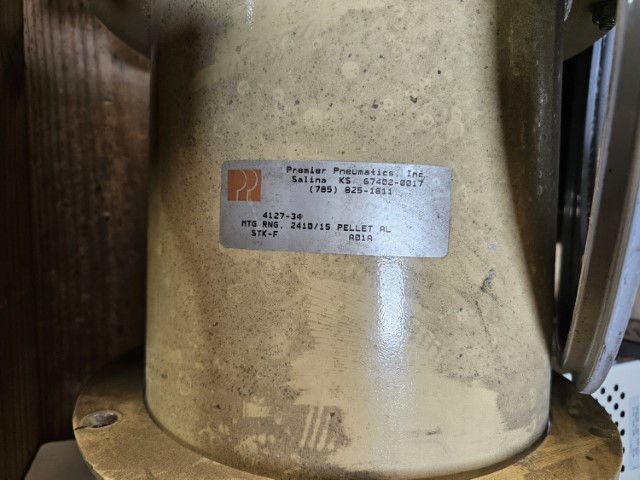 Premier Pneumatics, Inc.
Salina KS 67402-0017
(785) 825-1611
4127-34
MTG RNG. 2410/15 PELLET AL
STK-F A01A